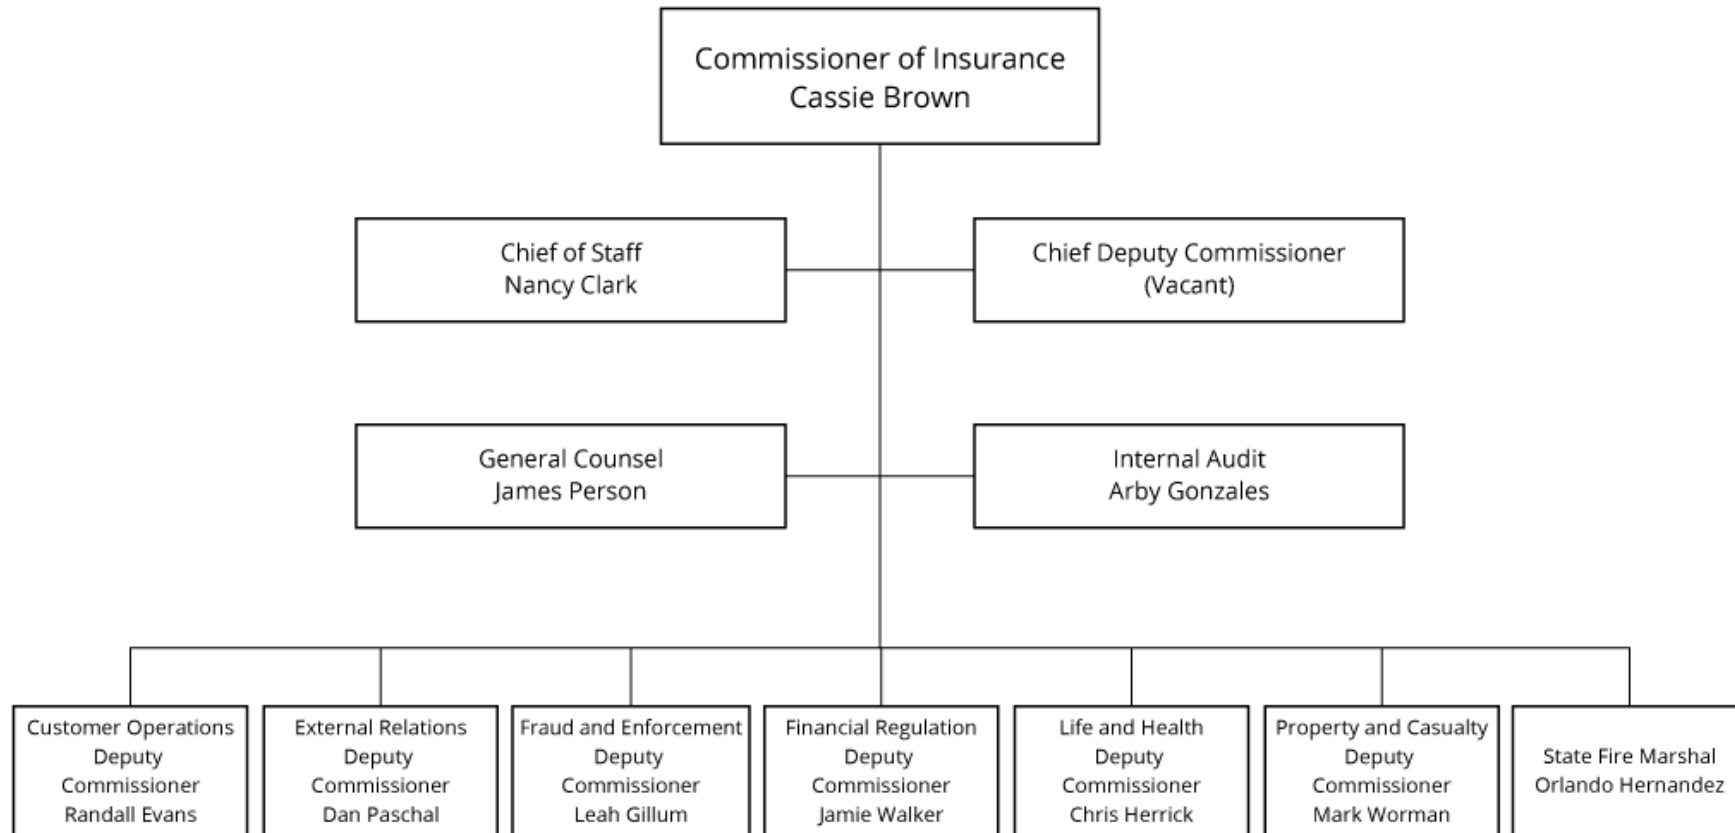 Commissioner of Insurance
Cassie Brown
Chief of Staff
Nancy Clark
Chief Deputy Commissioner
(Vacant)
General Counsel
James Person
Internal Audit
Arby Gonzales
Customer Operations
Deputy
Commissioner
Randall Evans
External Relations
Deputy
Commissioner
Dan Paschal
Fraud and Enforcement
Deputy
Commissioner
Leah Gillum
Financial Regulation
Deputy
Commissioner
Jamie Walker
Life and Health
Deputy
Commissioner
Chris Herrick
Property and Casualty
Deputy
Commissioner
Mark Worman
State Fire Marshal
Orlando Hernandez